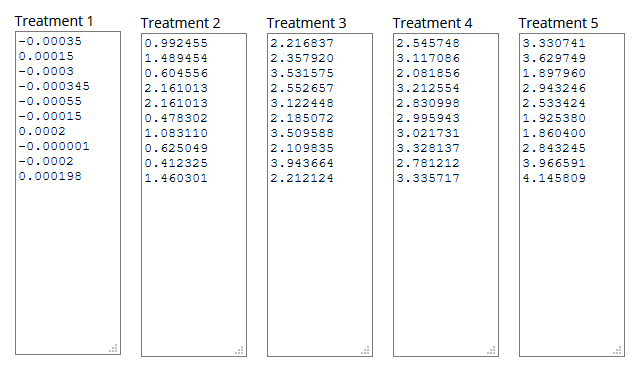 Treatment 1 Treatment 2 Treatment 3 Treatment 4 Treatment 5
-0.00035 0.992455 2.216837 2.545748 3.330741
0.00015 1.489454 2.357920 3.117086 3.629749
-0.0003 0.604556 3.531575 2.081856 1.897960
-0.000345 2.161013 2.552657 3.212554 2.943246
-0.00055 2.161013 3.122448 2.830998 2.533424
-0.00015 0.478302 2.185072 2.995943 1.925380
0.0002 1.083110 3.509588 3.021731 1.860400
-0.000001 0.625049 2.109835 3.328137 2.843245
-0.0002 0.412325 3.943664 2.781212 3.966591
0.000198 1.460301 2.212124 3.335717 4.145809